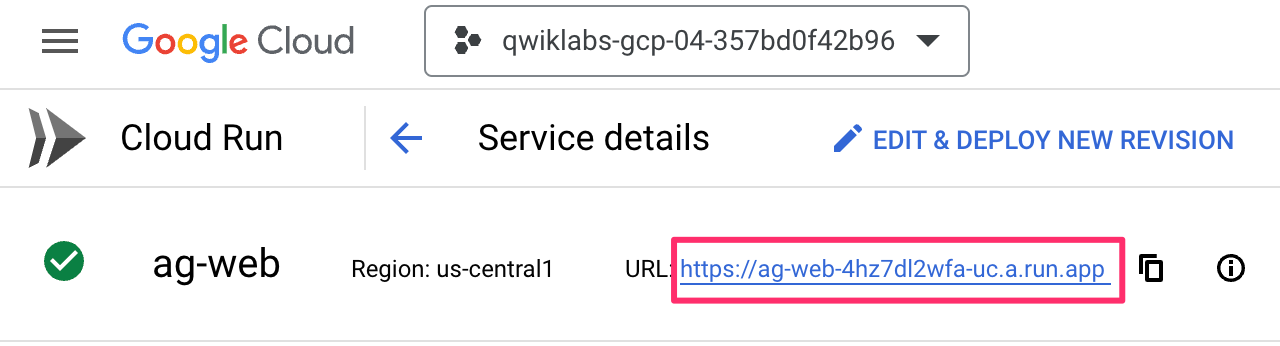 Google Cloud qwiklabs-gcp-04-357bd0f42b96
Cloud Run Service details EDIT & DEPLOY NEW REVISION
ag-web Region: us-central1 URL: https://ag-web-4hz7dl2wfa-uc.a.run.app